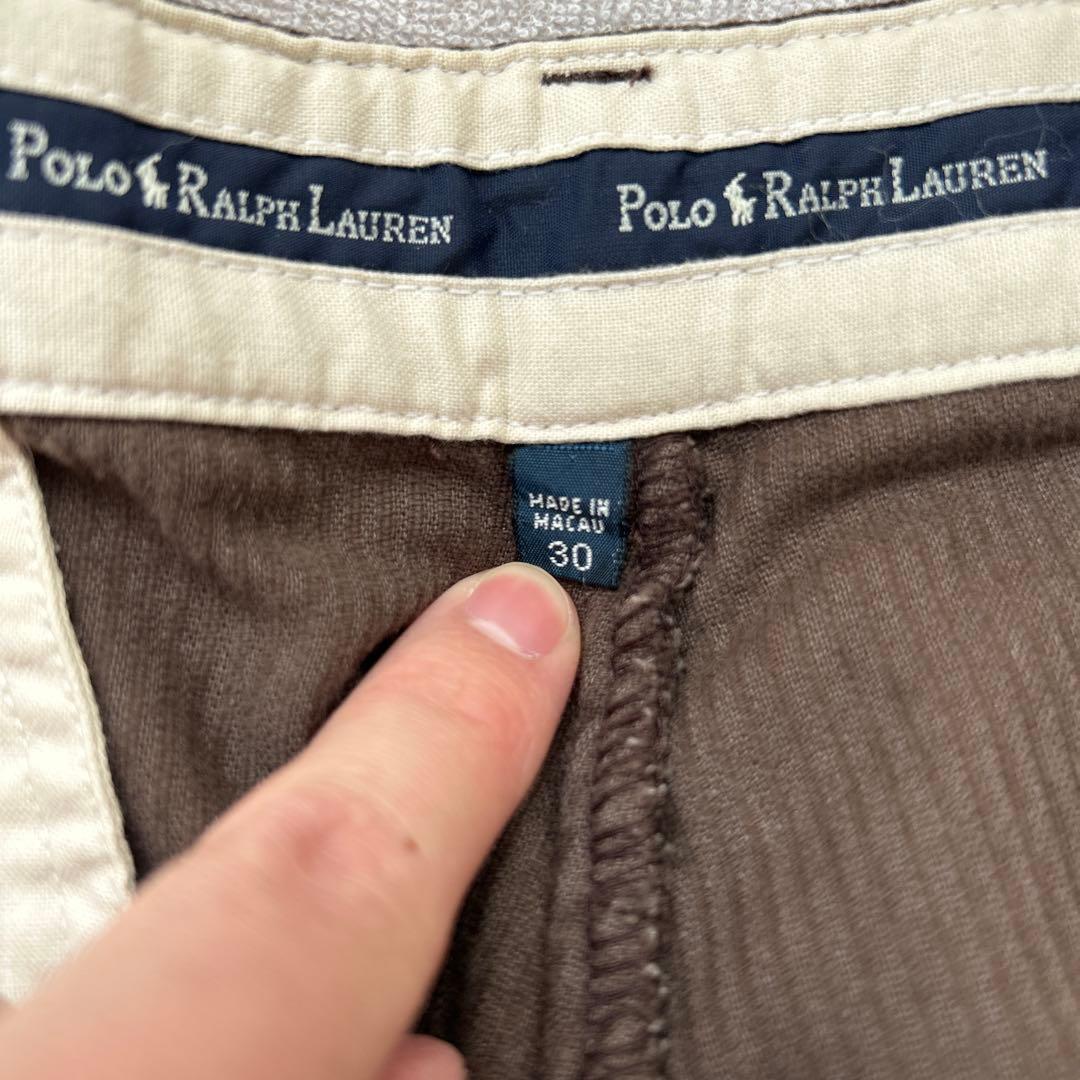 POLO RALPH LAUREN
POLO RALPH LAUREN
MADE IN
MACAU
30